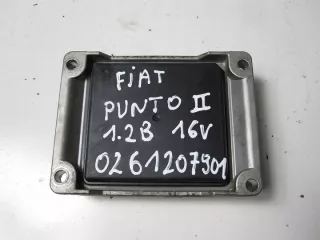 FiAT
PUNTO II
1.2B 16V
0261207901